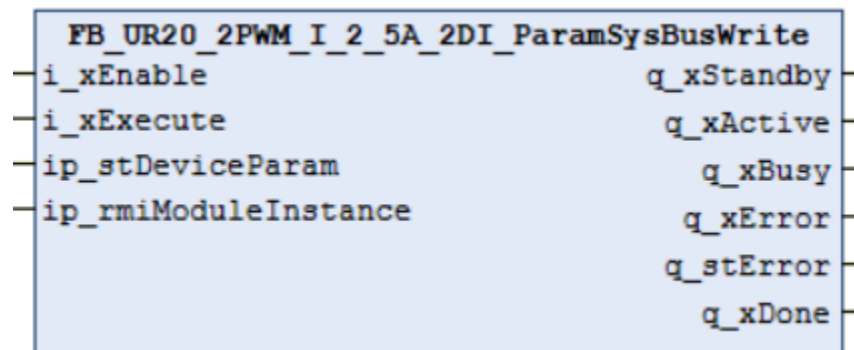 FB_UR20_2PWM_I_2_5A_2DI_ParamSysBusWrite
i_xEnable q_xStandby
i_xExecute q_xActive
ip_stDeviceParam q_xBusy
ip_rmiModuleInstance q_xError
q_stError
q_xDone